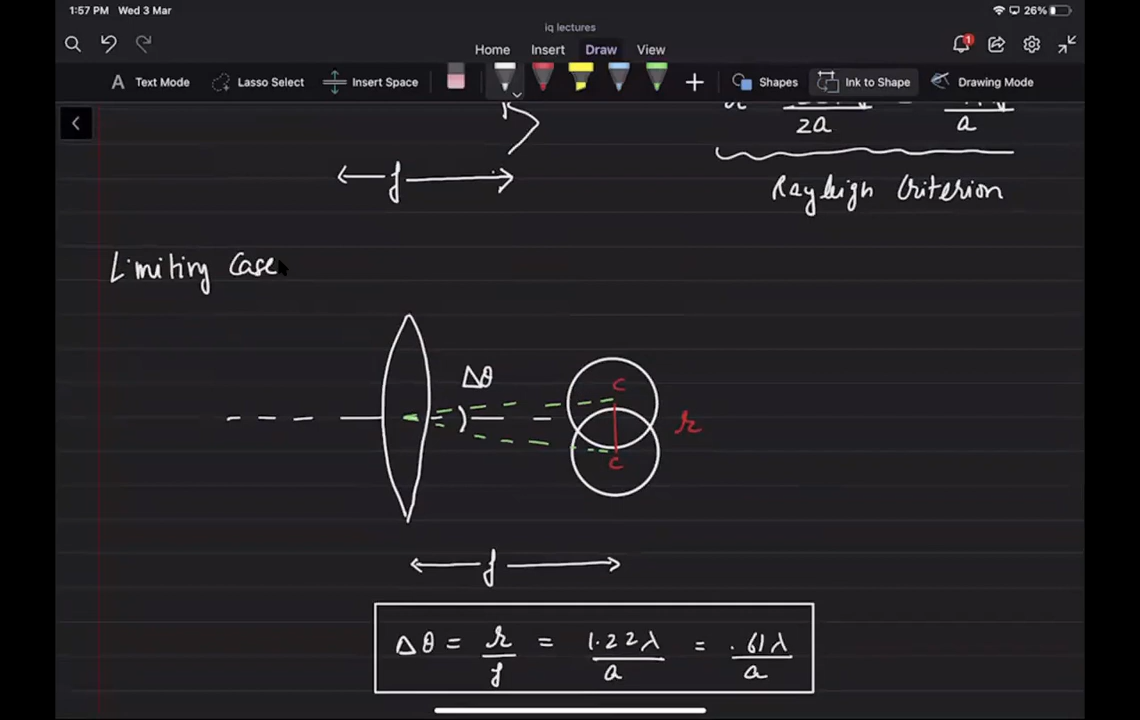 1:57 PM Wed 3 Mar
26%
iq lectures
Home Insert Draw View
1
Text Mode Lasso Select Insert Space Shapes Ink to Shape Drawing Mode
2a a
f
Rayleigh Criterion
Limiting Case
Δθ
c
r
c
f
Δθ = r/f = 1.22λ/a = .61λ/a